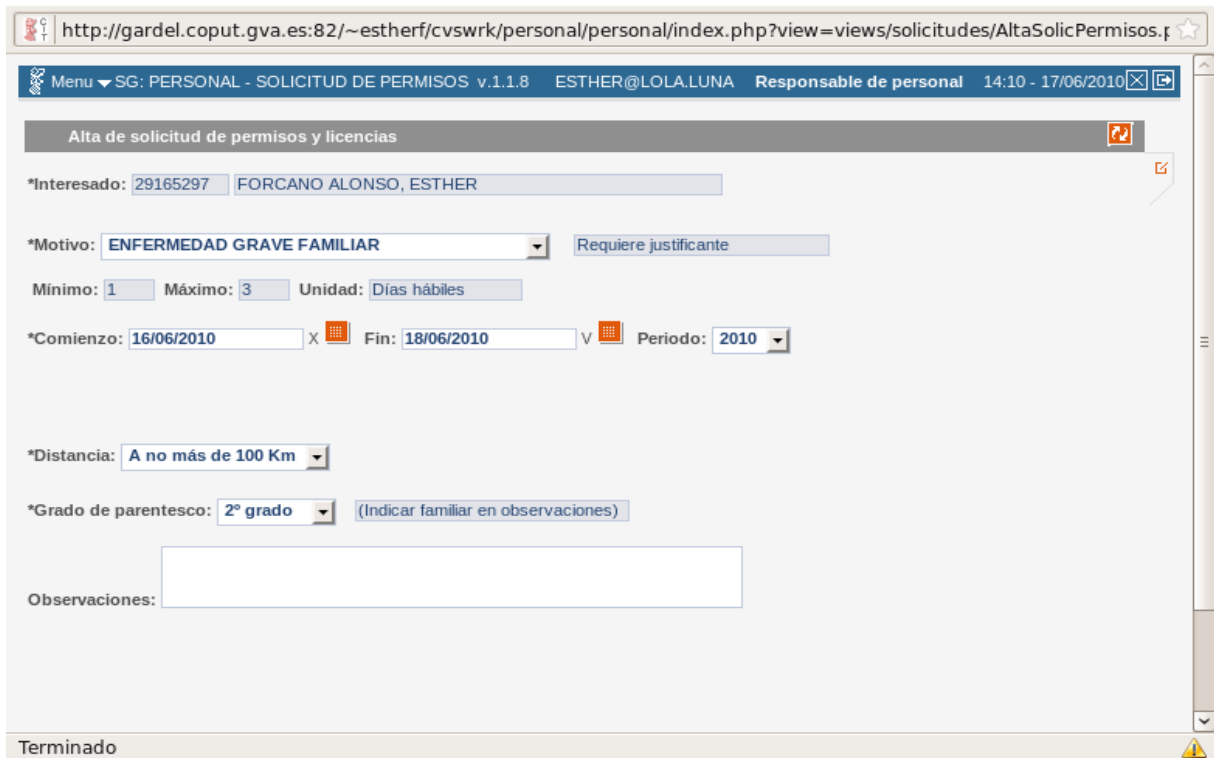 http://gardel.coput.gva.es:82/~estherf/cvswrk/personal/personal/index.php?view=views/solicitudes/AltaSolicPermisos.p
Menu SG: PERSONAL - SOLICITUD DE PERMISOS v.1.1.8 ESTHER@LOLA.LUNA Responsable de personal 14:10 - 17/06/2010
Alta de solicitud de permisos y licencias
*Interesado: 29165297 FORCANO ALONSO, ESTHER
*Motivo: ENFERMEDAD GRAVE FAMILIAR Requiere justificante
Mínimo: 1 Máximo: 3 Unidad: Días hábiles
*Comienzo: 16/06/2010 X Fin: 18/06/2010 V Periodo: 2010
*Distancia: A no más de 100 Km
*Grado de parentesco: 2º grado (Indicar familiar en observaciones)
Observaciones:
Terminado